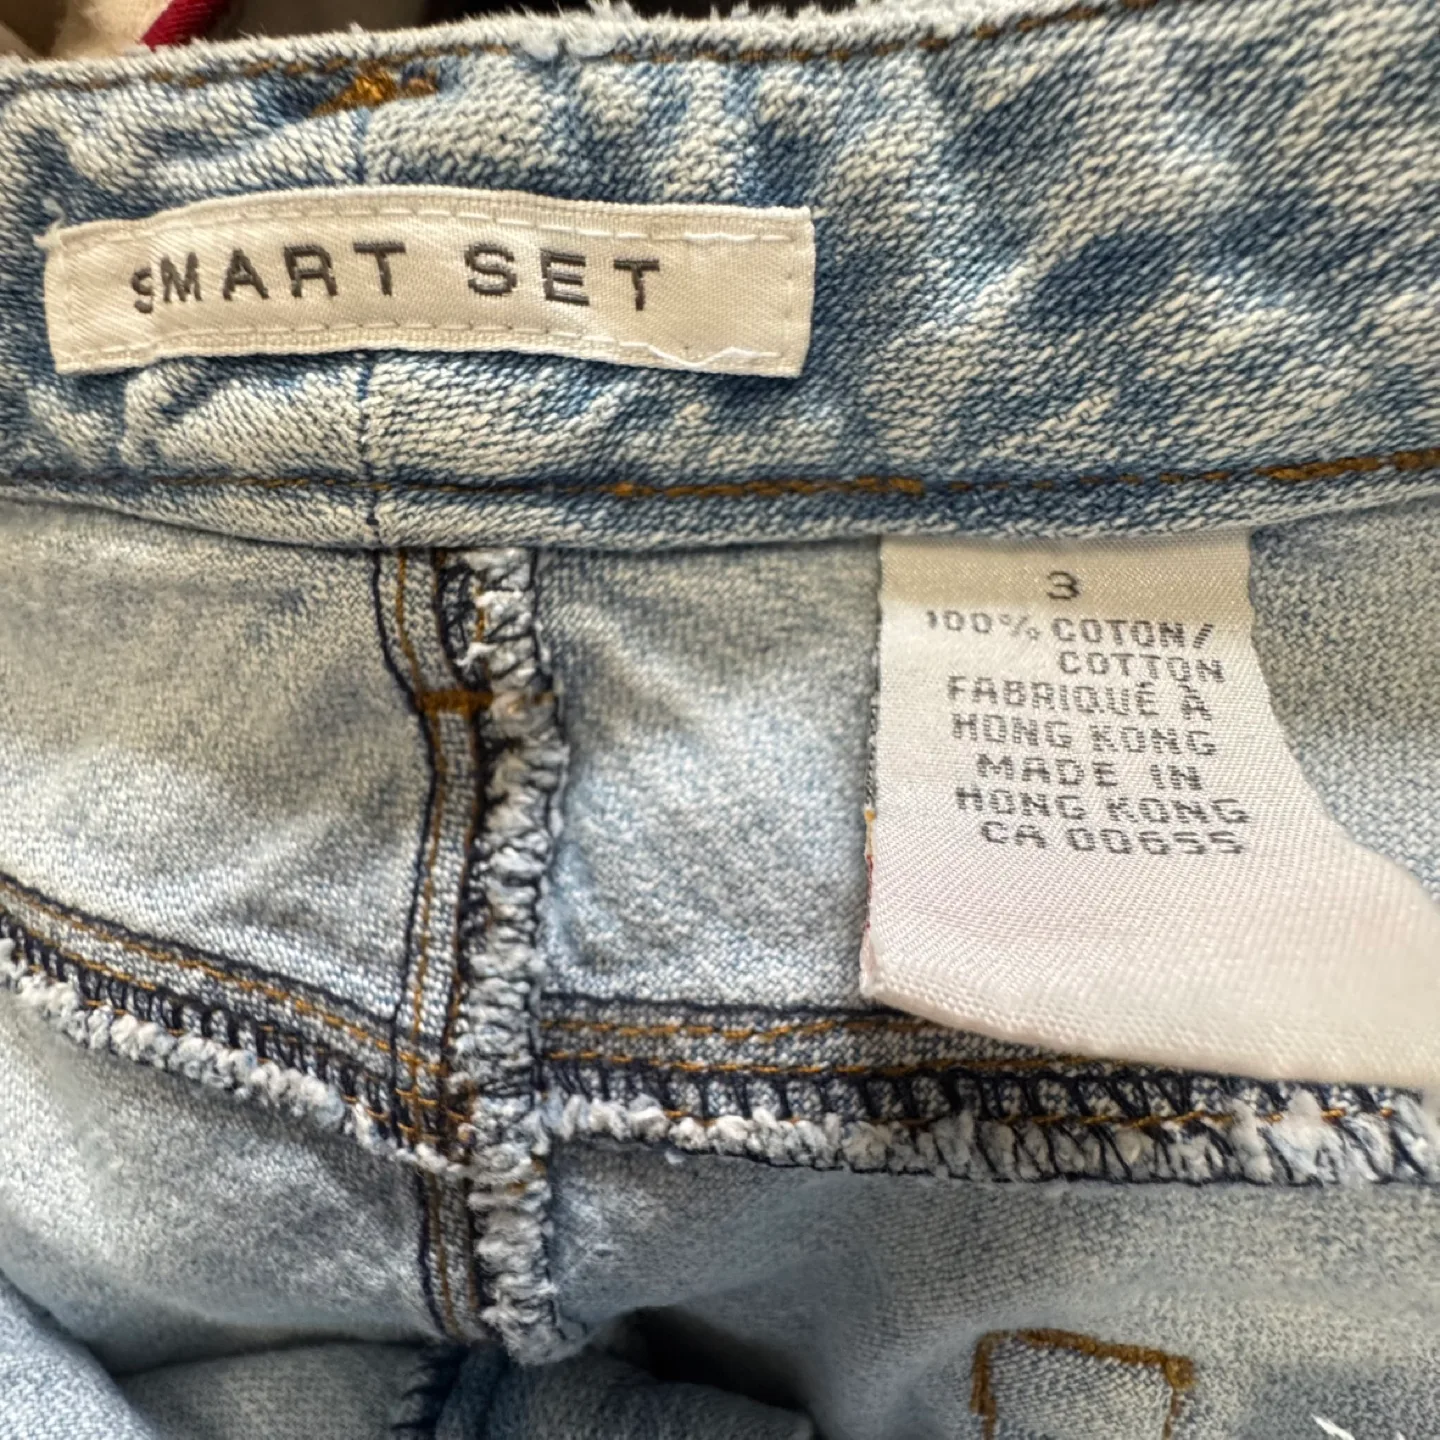 SMART SET
3
100% COTON/
COTTON
FABRIQUÉ À
HONG KONG
MADE IN
HONG KONG
CA 00655